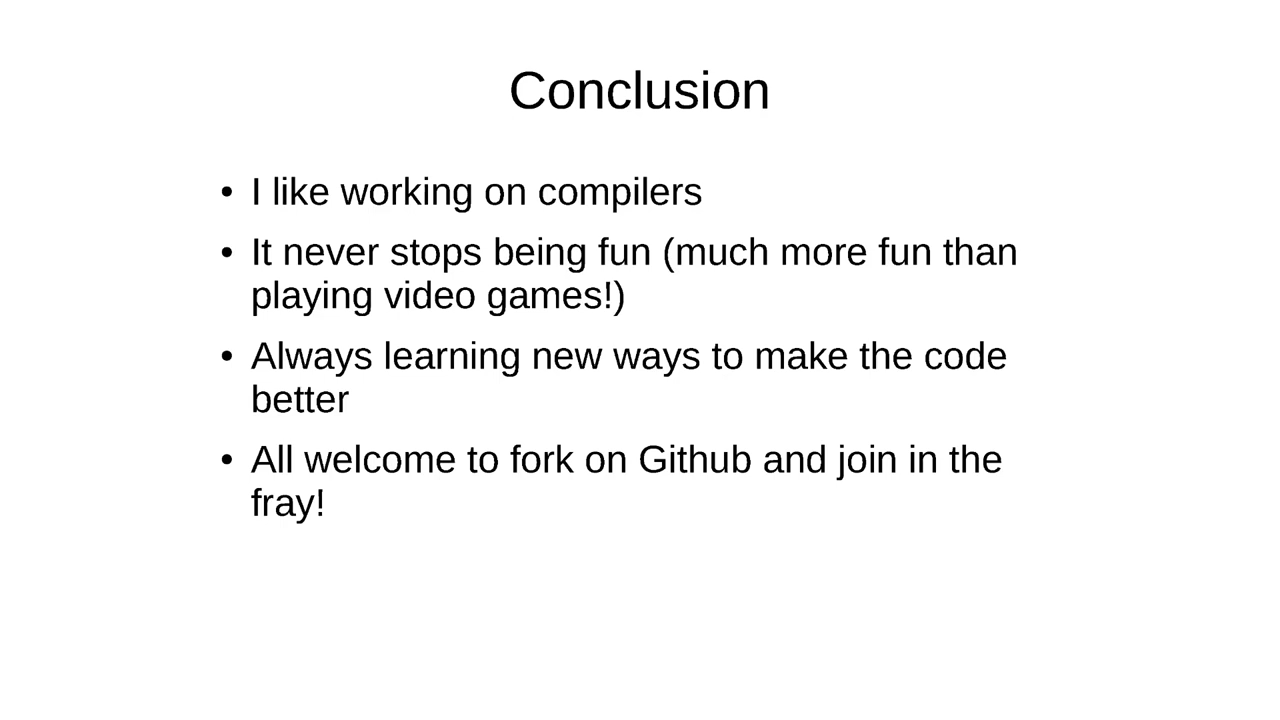 Conclusion
• I like working on compilers
• It never stops being fun (much more fun than
playing video games!)
• Always learning new ways to make the code
better
• All welcome to fork on Github and join in the
fray!